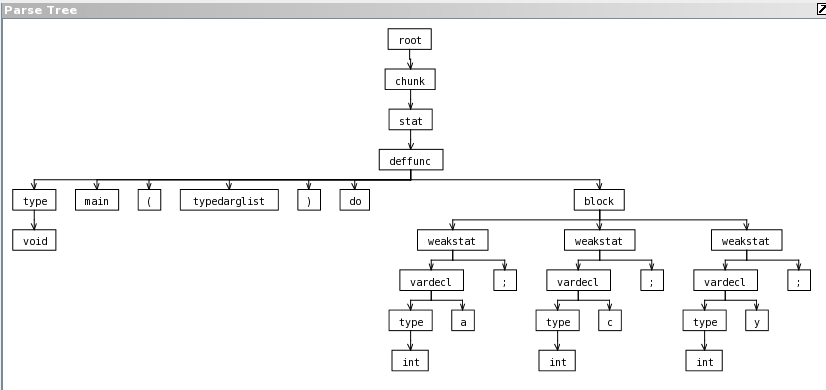 Parse Tree
root
chunk
stat
deffunc
type main ( typedarglist ) do block
void weakstat weakstat weakstat
vardecl ; vardecl ; vardecl ;
type a type c type y
int int int